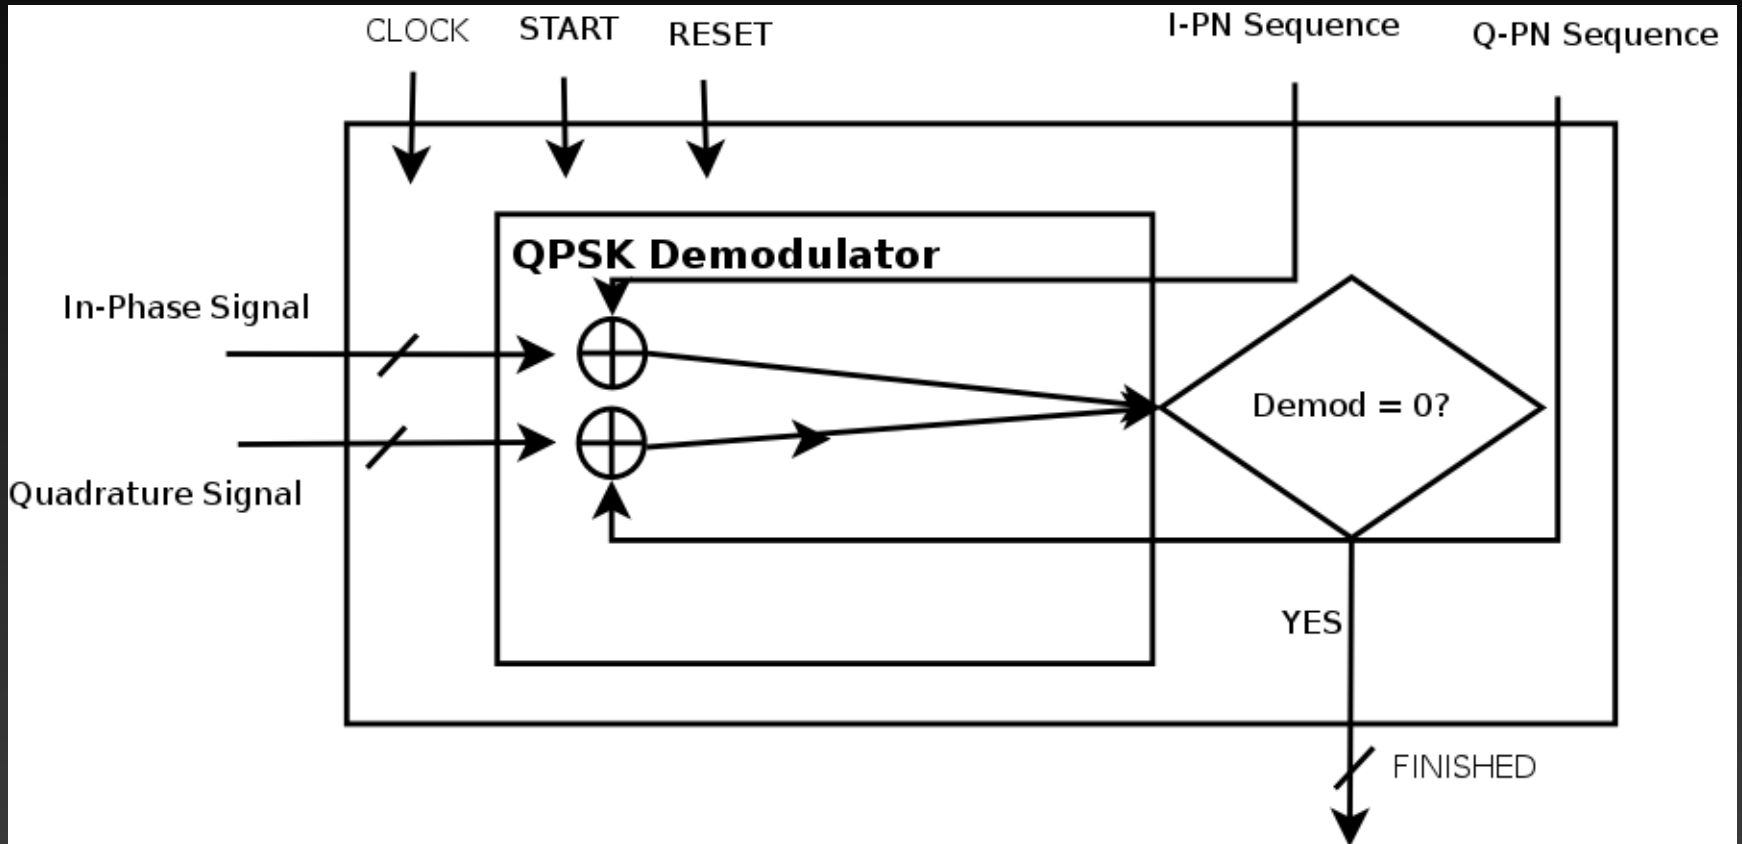 CLOCK
START
RESET
I-PN Sequence
Q-PN Sequence
QPSK Demodulator
In-Phase Signal
Demod = 0?
Quadrature Signal
YES
FINISHED